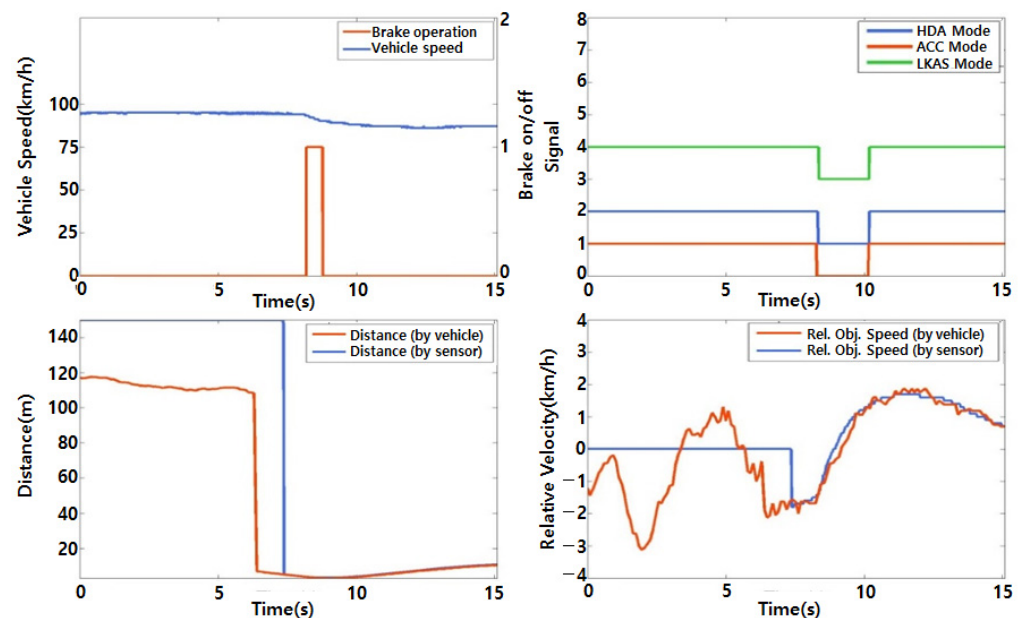 Vehicle Speed(km/h)
100
75
50
25
0
Brake operation
Vehicle speed
2
1
0
Brake on/off
0
5
10
15
Time(s)
Signal
8
7
6
5
4
3
2
1
0
HDA Mode
ACC Mode
LKAS Mode
0
5
10
15
Time(s)
Distance(m)
150
120
100
80
60
40
20
Distance (by vehicle)
Distance (by sensor)
0
5
10
15
Time(s)
Relative Velocity(km/h)
4
3
2
1
0
−1
−2
−3
−4
Rel. Obj. Speed (by vehicle)
Rel. Obj. Speed (by sensor)
0
5
10
15
Time(s)